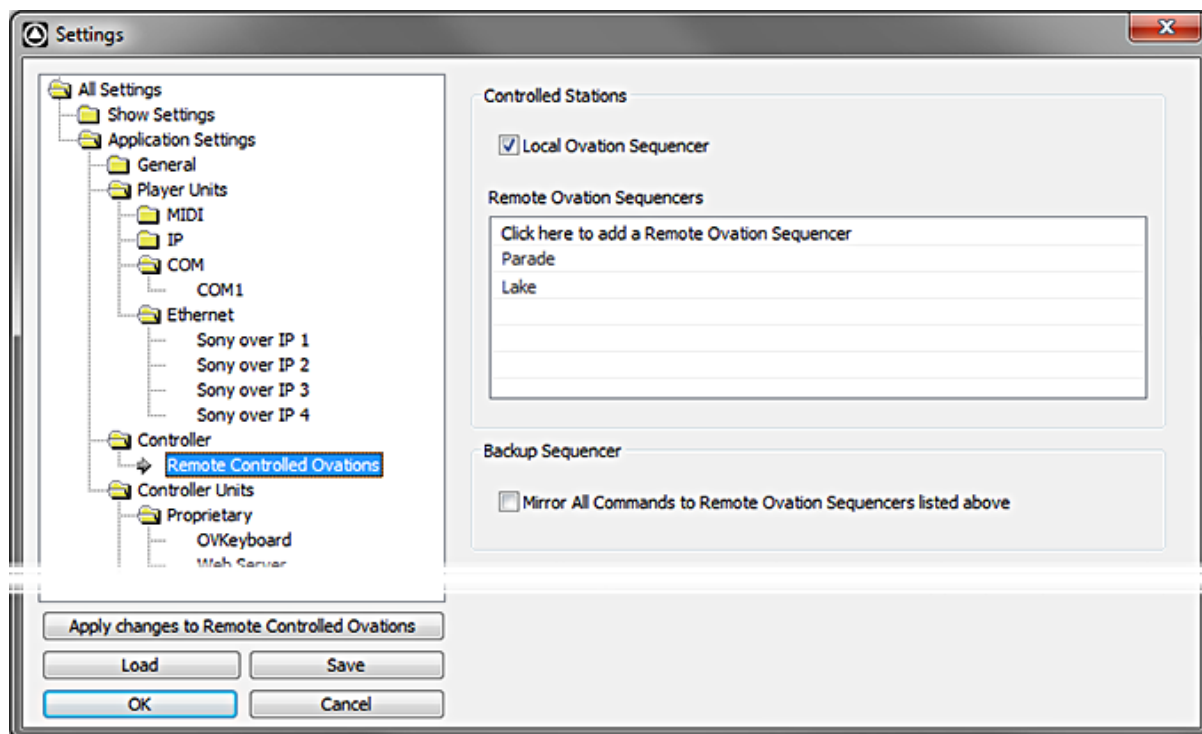 Settings
All Settings
Show Settings
Application Settings
General
Player Units
MIDI
IP
COM
COM1
Ethernet
Sony over IP 1
Sony over IP 2
Sony over IP 3
Sony over IP 4
Controller
Remote Controlled Ovations
Controller Units
Proprietary
OVKeyboard
Web Server
Apply changes to Remote Controlled Ovations
Load Save
OK Cancel
Controlled Stations
Local Ovation Sequencer
Remote Ovation Sequencers
Click here to add a Remote Ovation Sequencer
Parade
Lake
Backup Sequencer
Mirror All Commands to Remote Ovation Sequencers listed above